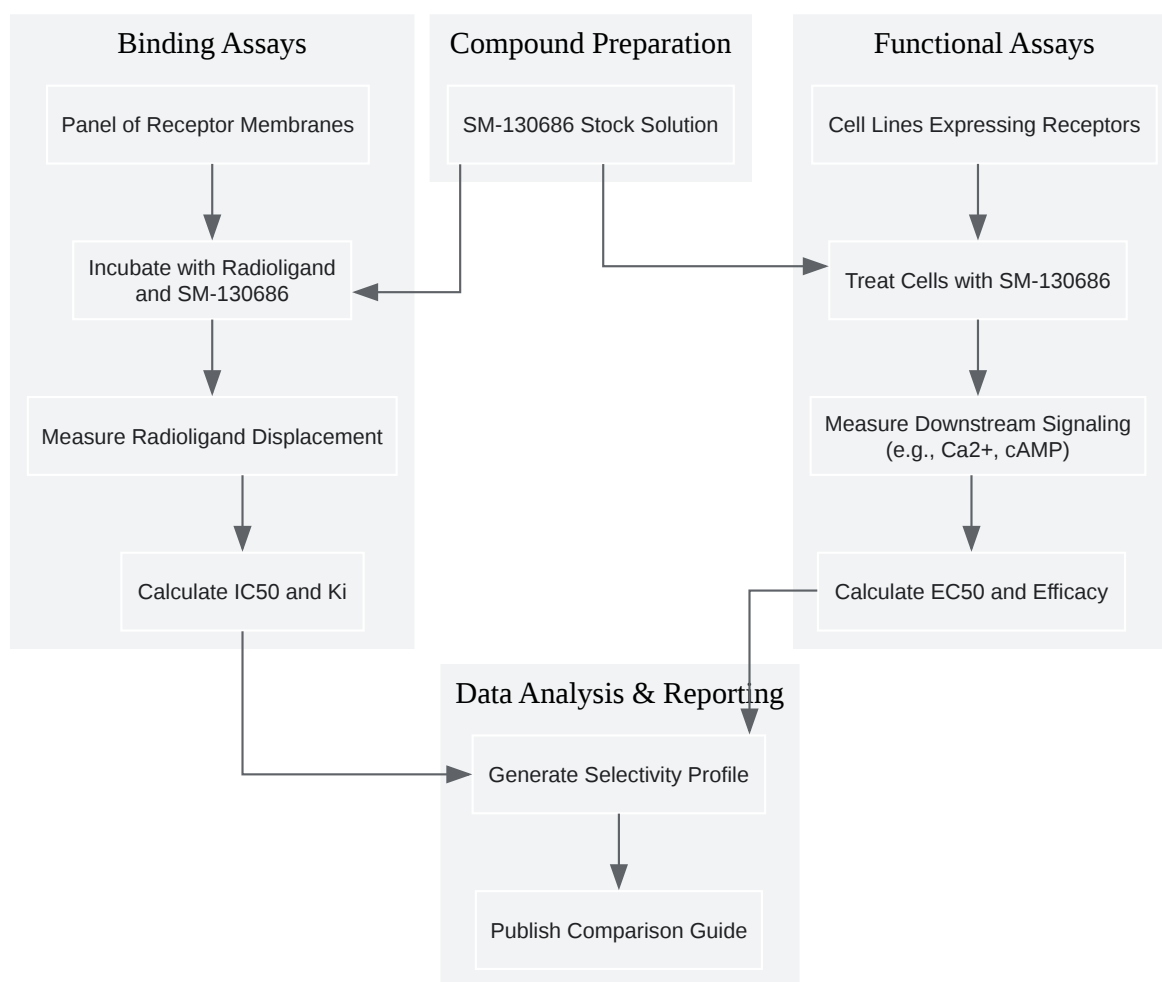 Binding Assays
Panel of Receptor Membranes
Incubate with Radioligand
and SM-130686
Measure Radioligand Displacement
Calculate IC50 and Ki
Compound Preparation
SM-130686 Stock Solution
Functional Assays
Cell Lines Expressing Receptors
Treat Cells with SM-130686
Measure Downstream Signaling
(e.g., Ca2+, cAMP)
Calculate EC50 and Efficacy
Data Analysis & Reporting
Generate Selectivity Profile
Publish Comparison Guide